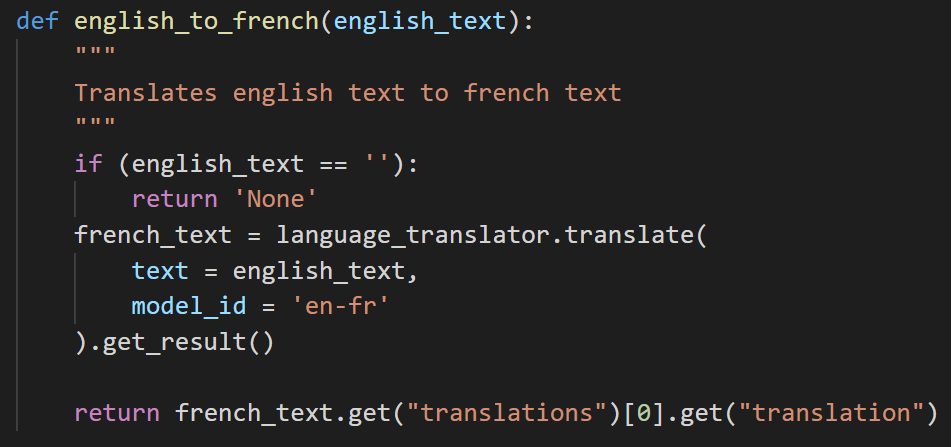 def english_to_french(english_text):
    """
    Translates english text to french text
    """
    if (english_text == ''):
        return 'None'
    french_text = language_translator.translate(
        text = english_text,
        model_id = 'en-fr'
    ).get_result()

    return french_text.get("translations")[0].get("translation")